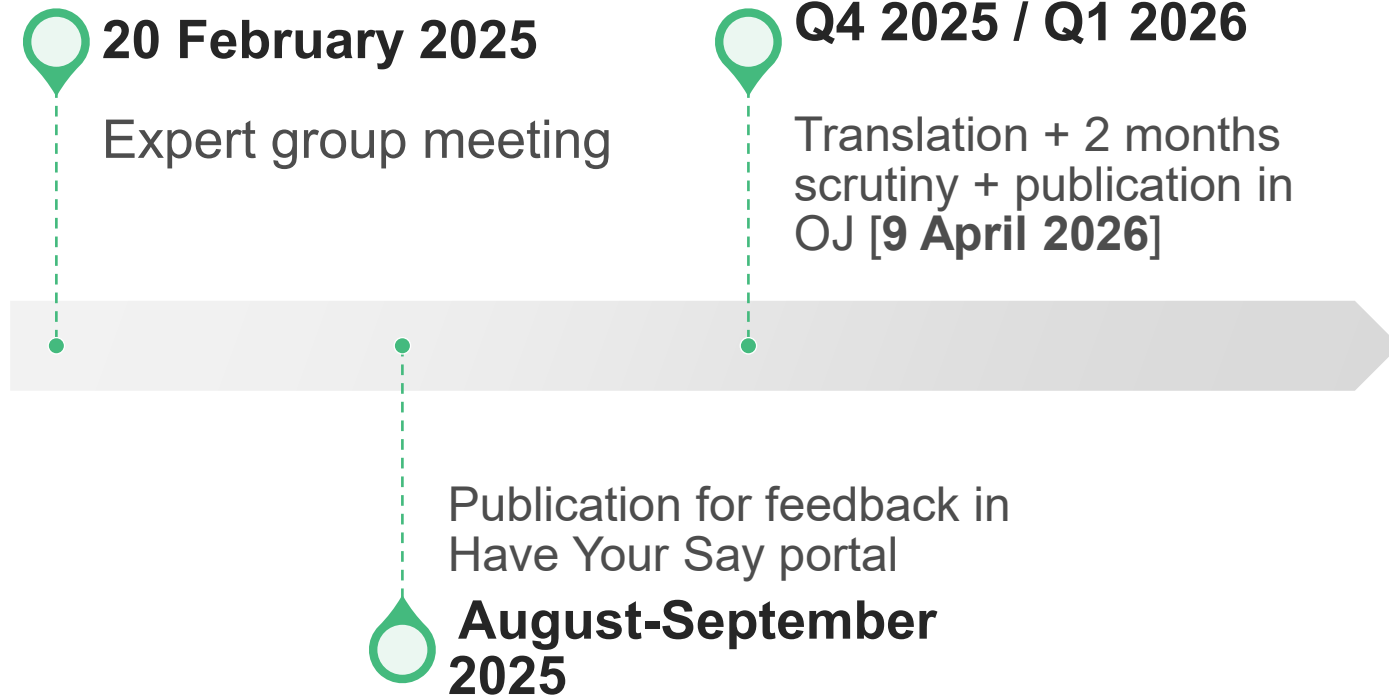 20 February 2025
Expert group meeting
Q4 2025 / Q1 2026
Translation + 2 months
scrutiny + publication in
OJ [9 April 2026]
Publication for feedback in
Have Your Say portal
August-September
2025